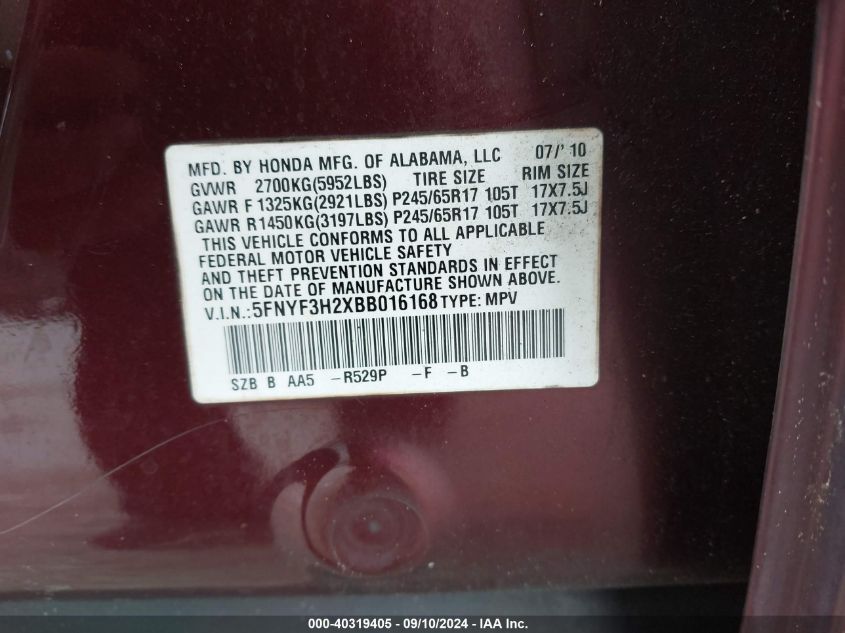 MFD. BY HONDA MFG. OF ALABAMA, LLC 07/' 10
GVWR 2700KG(5952LBS) TIRE SIZE RIM SIZE
GAWR F 1325KG(2921LBS) P245/65R17 105T 17X7.5J
GAWR R1450KG(3197LBS) P245/65R17 105T 17X7.5J
THIS VEHICLE CONFORMS TO ALL APPLICABLE
FEDERAL MOTOR VEHICLE SAFETY
AND THEFT PREVENTION STANDARDS IN EFFECT
ON THE DATE OF MANUFACTURE SHOWN ABOVE.
V.I.N.:5FNYF3H2XBB016168 TYPE: MPV
SZB B AA5 -R529P -F -B
000-40319405 - 09/10/2024 - IAA Inc.